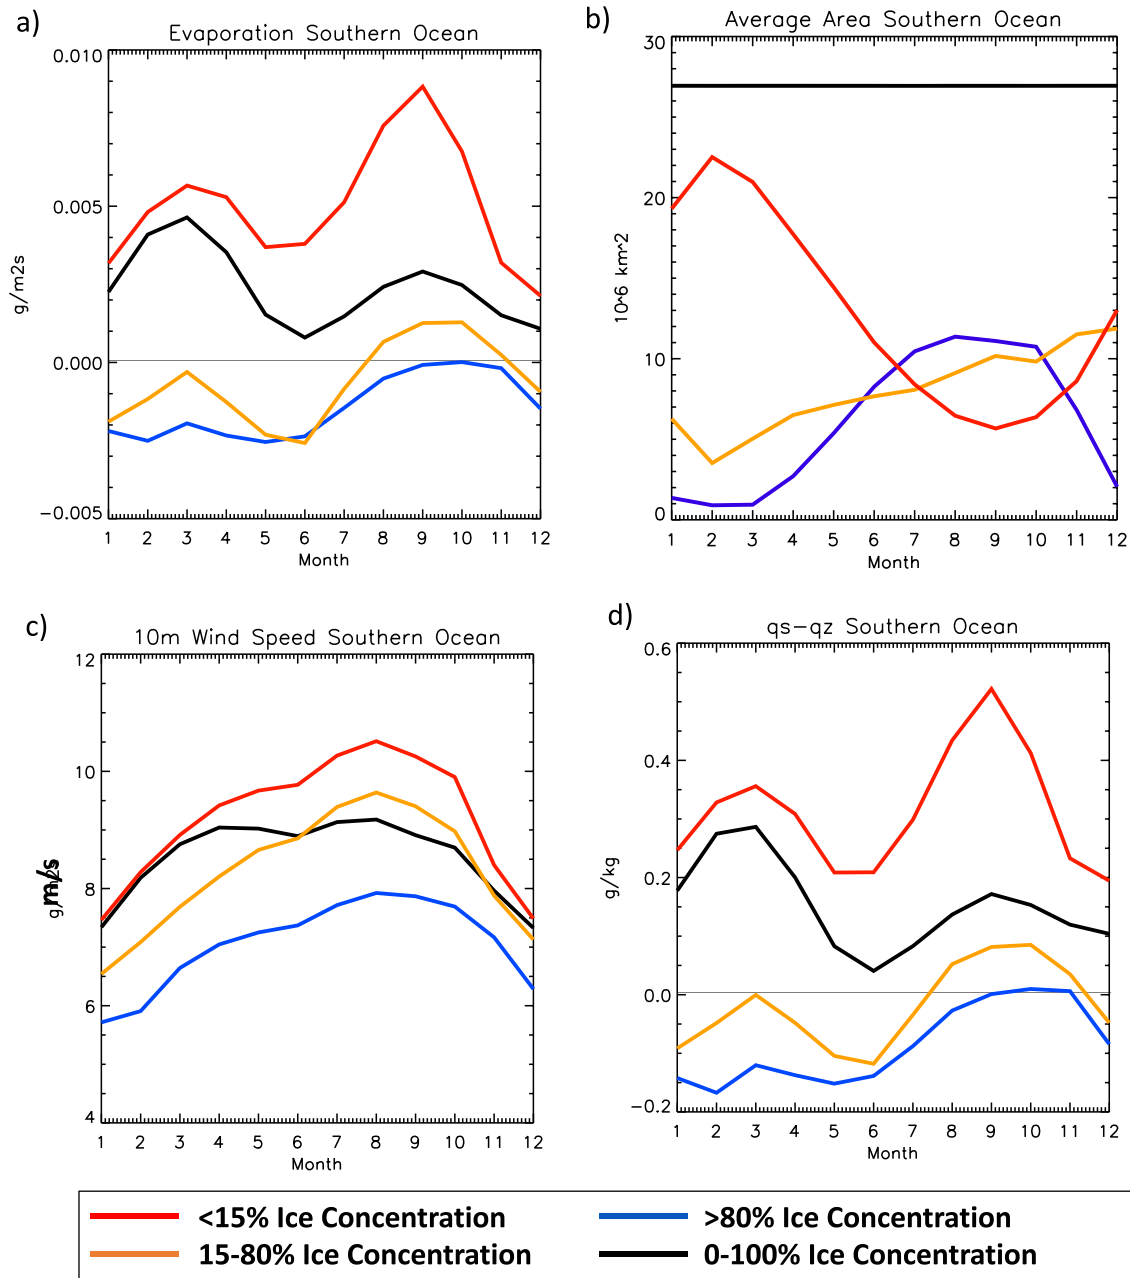 a)
Evaporation Southern Ocean
0.010
0.005
0.000
−0.005
g/m2s
1 2 3 4 5 6 7 8 9 10 11 12
Month
b)
Average Area Southern Ocean
30
20
10
0
10^6 km^2
1 2 3 4 5 6 7 8 9 10 11 12
Month
c)
10m Wind Speed Southern Ocean
12
10
8
6
4
m/s
1 2 3 4 5 6 7 8 9 10 11 12
Month
d)
qs−qz Southern Ocean
0.6
0.4
0.2
0.0
−0.2
g/kg
1 2 3 4 5 6 7 8 9 10 11 12
Month
<15% Ice Concentration
>80% Ice Concentration
15-80% Ice Concentration
0-100% Ice Concentration